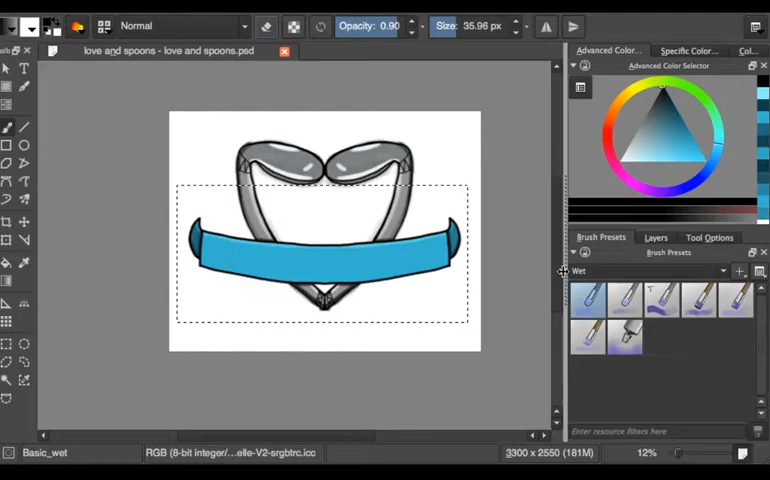 Normal
Opacity: 0.90
Size: 35.96 px
love and spoons - love and spoons.psd
Advanced Color...
Specific Color...
Col...
Advanced Color Selector
Brush Presets
Layers
Tool Options
Brush Presets
Wet
Enter resource filters here
Basic_wet
RGB (8-bit integer/...elle-V2-srgbtrc.icc
3300 x 2550 (181M)
12%